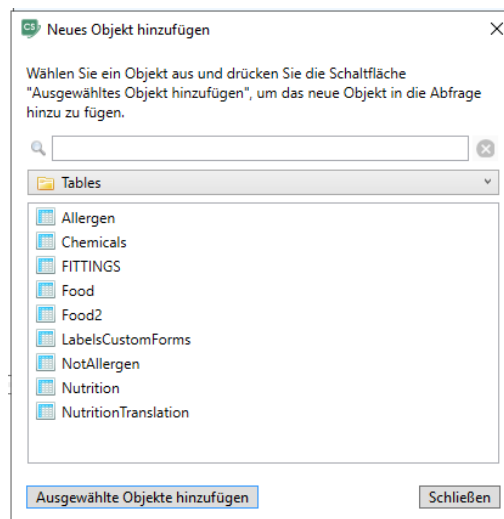 CS Neues Objekt hinzufügen
Wählen Sie ein Objekt aus und drücken Sie die Schaltfläche
"Ausgewähltes Objekt hinzufügen", um das neue Objekt in die Abfrage
hinzu zu fügen.
Tables
Allergen
Chemicals
FITTINGS
Food
Food2
LabelsCustomForms
NotAllergen
Nutrition
NutritionTranslation
Ausgewählte Objekte hinzufügen Schließen